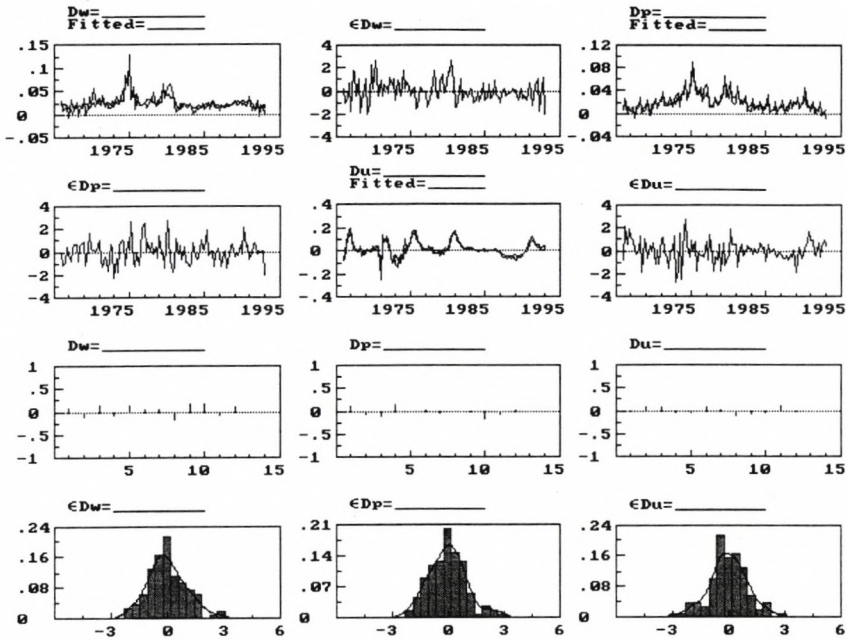 Dw=
Fitted=
ϵDw=
Dp=
Fitted=
.15
.1
.05
0
-.05
1975 1985 1995
4
2
0
-2
-4
1975 1985 1995
.12
.08
.04
0
-.04
1975 1985 1995
ϵDp=
Du=
Fitted=
ϵDu=
4
2
0
-2
-4
1975 1985 1995
.4
.2
0
-.2
-.4
1975 1985 1995
4
2
0
-2
-4
1975 1985 1995
Dw=
Dp=
Du=
1
.5
0
-.5
-1
5 10 15
1
.5
0
-.5
-1
5 10 15
1
.5
0
-.5
-1
5 10 15
ϵDw=
ϵDp=
ϵDu=
.24
.16
.08
0
-3 0 3 6
.21
.14
.07
0
-3 0 3 6
.24
.16
.08
0
-3 0 3 6